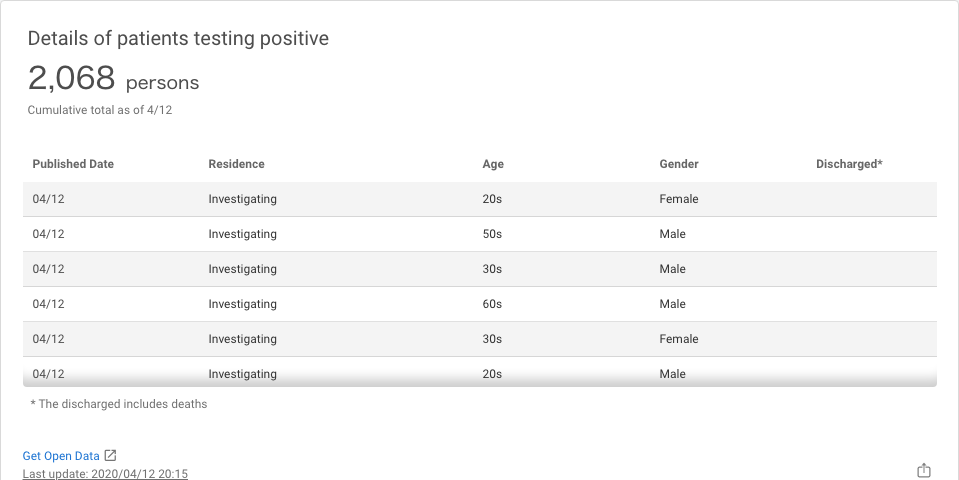 Details of patients testing positive
2,068 persons
Cumulative total as of 4/12
Published Date Residence Age Gender Discharged*
04/12 Investigating 20s Female
04/12 Investigating 50s Male
04/12 Investigating 30s Male
04/12 Investigating 60s Male
04/12 Investigating 30s Female
04/12 Investigating 20s Male
* The discharged includes deaths
Get Open Data
Last update: 2020/04/12 20:15